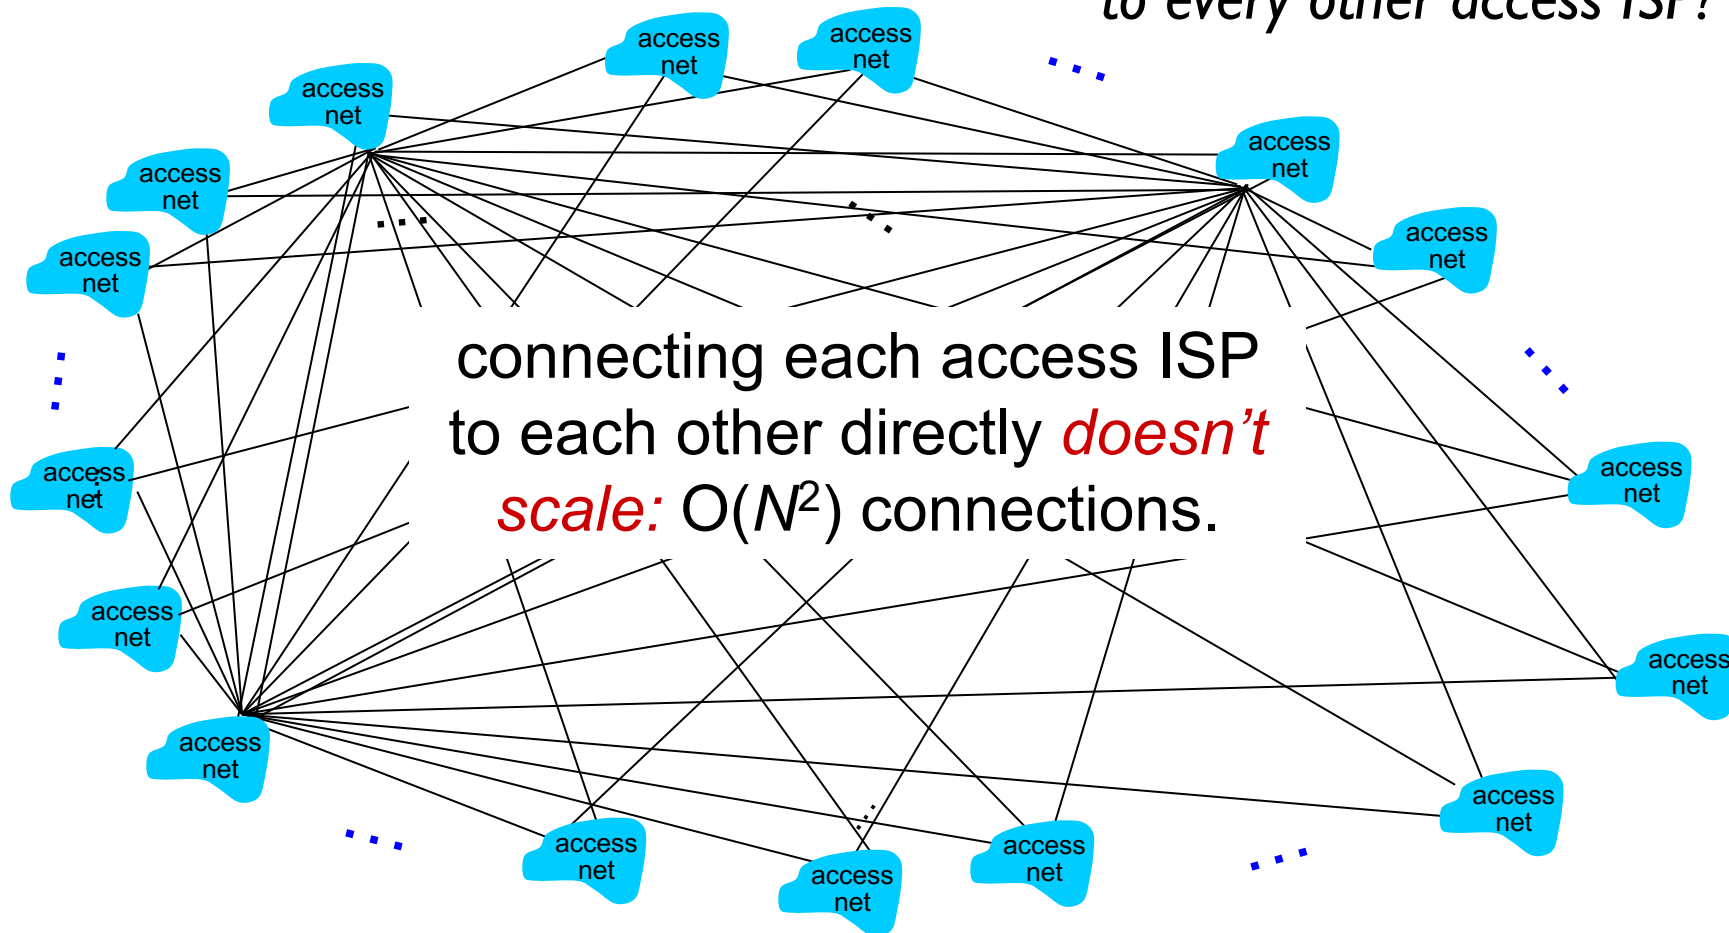 to every other access ISP?
access
net
access
net
access
net
access
net
access
net
access
net
access
net
access
net
connecting each access ISP
to each other directly doesn't
scale: O(N²) connections.
access
net
access
net
access
net
access
net
access
net
access
net
access
net
access
net
access
net